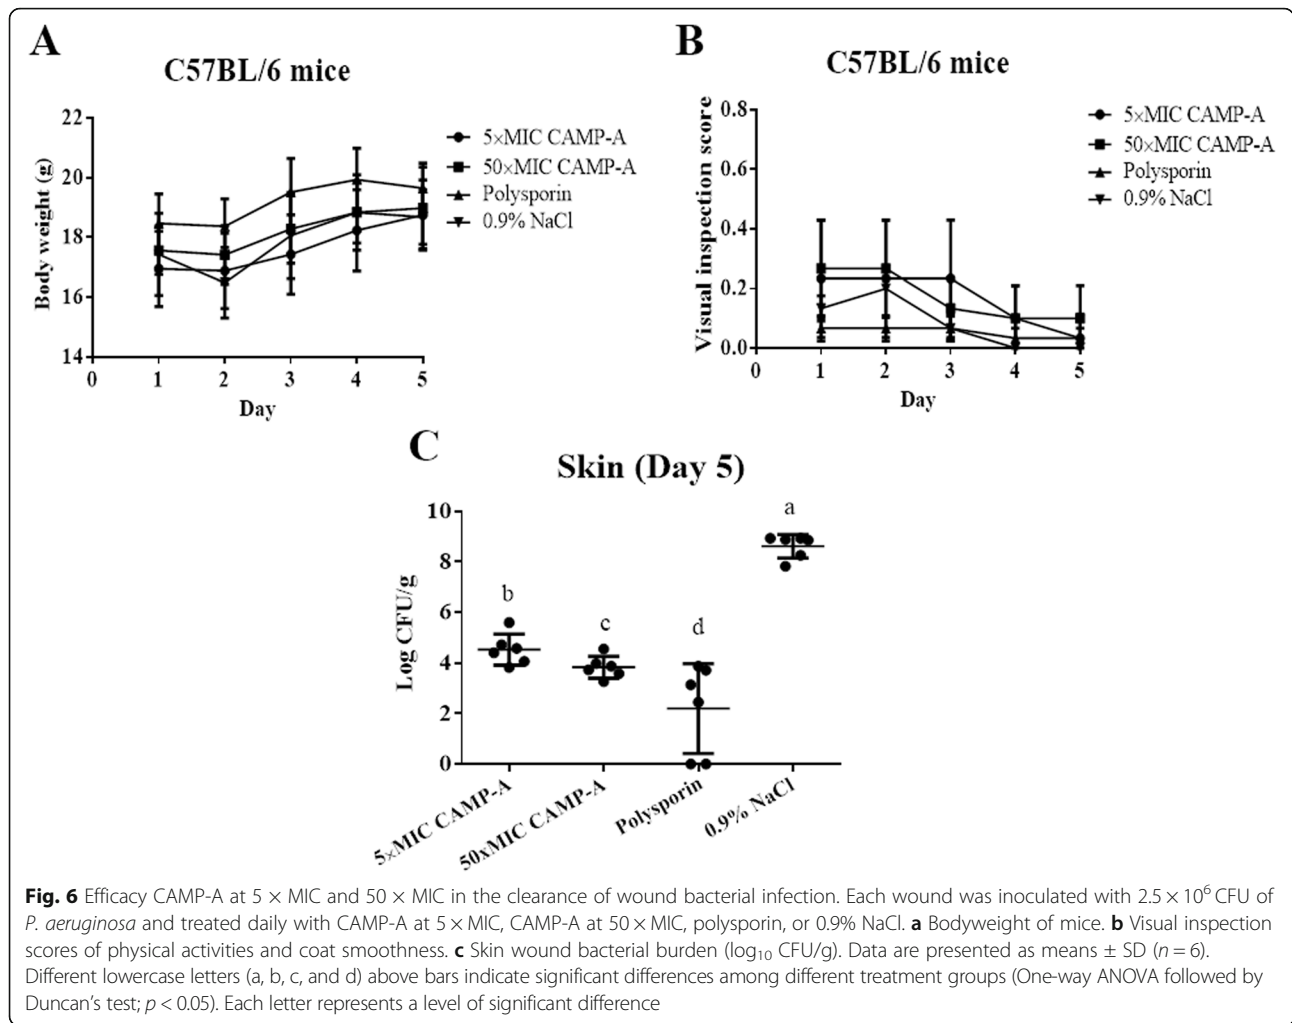 A
C57BL/6 mice
22
20
18
16
14
Body weight (g)
0
1
2
3
4
5
Day
5×MIC CAMP-A
50×MIC CAMP-A
Polysporin
0.9% NaCl
B
C57BL/6 mice
0.8
0.6
0.4
0.2
0.0
Visual inspection score
0
1
2
3
4
5
Day
5×MIC CAMP-A
50×MIC CAMP-A
Polysporin
0.9% NaCl
C
Skin (Day 5)
10
8
6
4
2
0
Log CFU/g
b
c
d
a
5×MIC CAMP-A
50xMIC CAMP-A
Polysporin
0.9% NaCl
Fig. 6 Efficacy CAMP-A at 5 × MIC and 50 × MIC in the clearance of wound bacterial infection. Each wound was inoculated with 2.5 × 10⁶ CFU of
P. aeruginosa and treated daily with CAMP-A at 5 × MIC, CAMP-A at 50 × MIC, polysporin, or 0.9% NaCl. a Bodyweight of mice. b Visual inspection
scores of physical activities and coat smoothness. c Skin wound bacterial burden (log₁₀ CFU/g). Data are presented as means ± SD (n = 6).
Different lowercase letters (a, b, c, and d) above bars indicate significant differences among different treatment groups (One-way ANOVA followed by
Duncan's test; p < 0.05). Each letter represents a level of significant difference